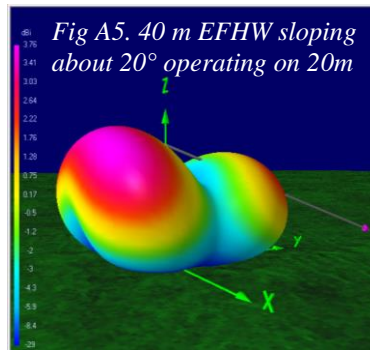 Fig A5. 40 m EFHW sloping
about 20° operating on 20m
dBi
3.76
3.03
2.64
2.22
1.76
1.28
0.75
0.17
-0.5
-1.2
-2
-3
-4.3
-5.9
-8.4
-29
Z
Y
X